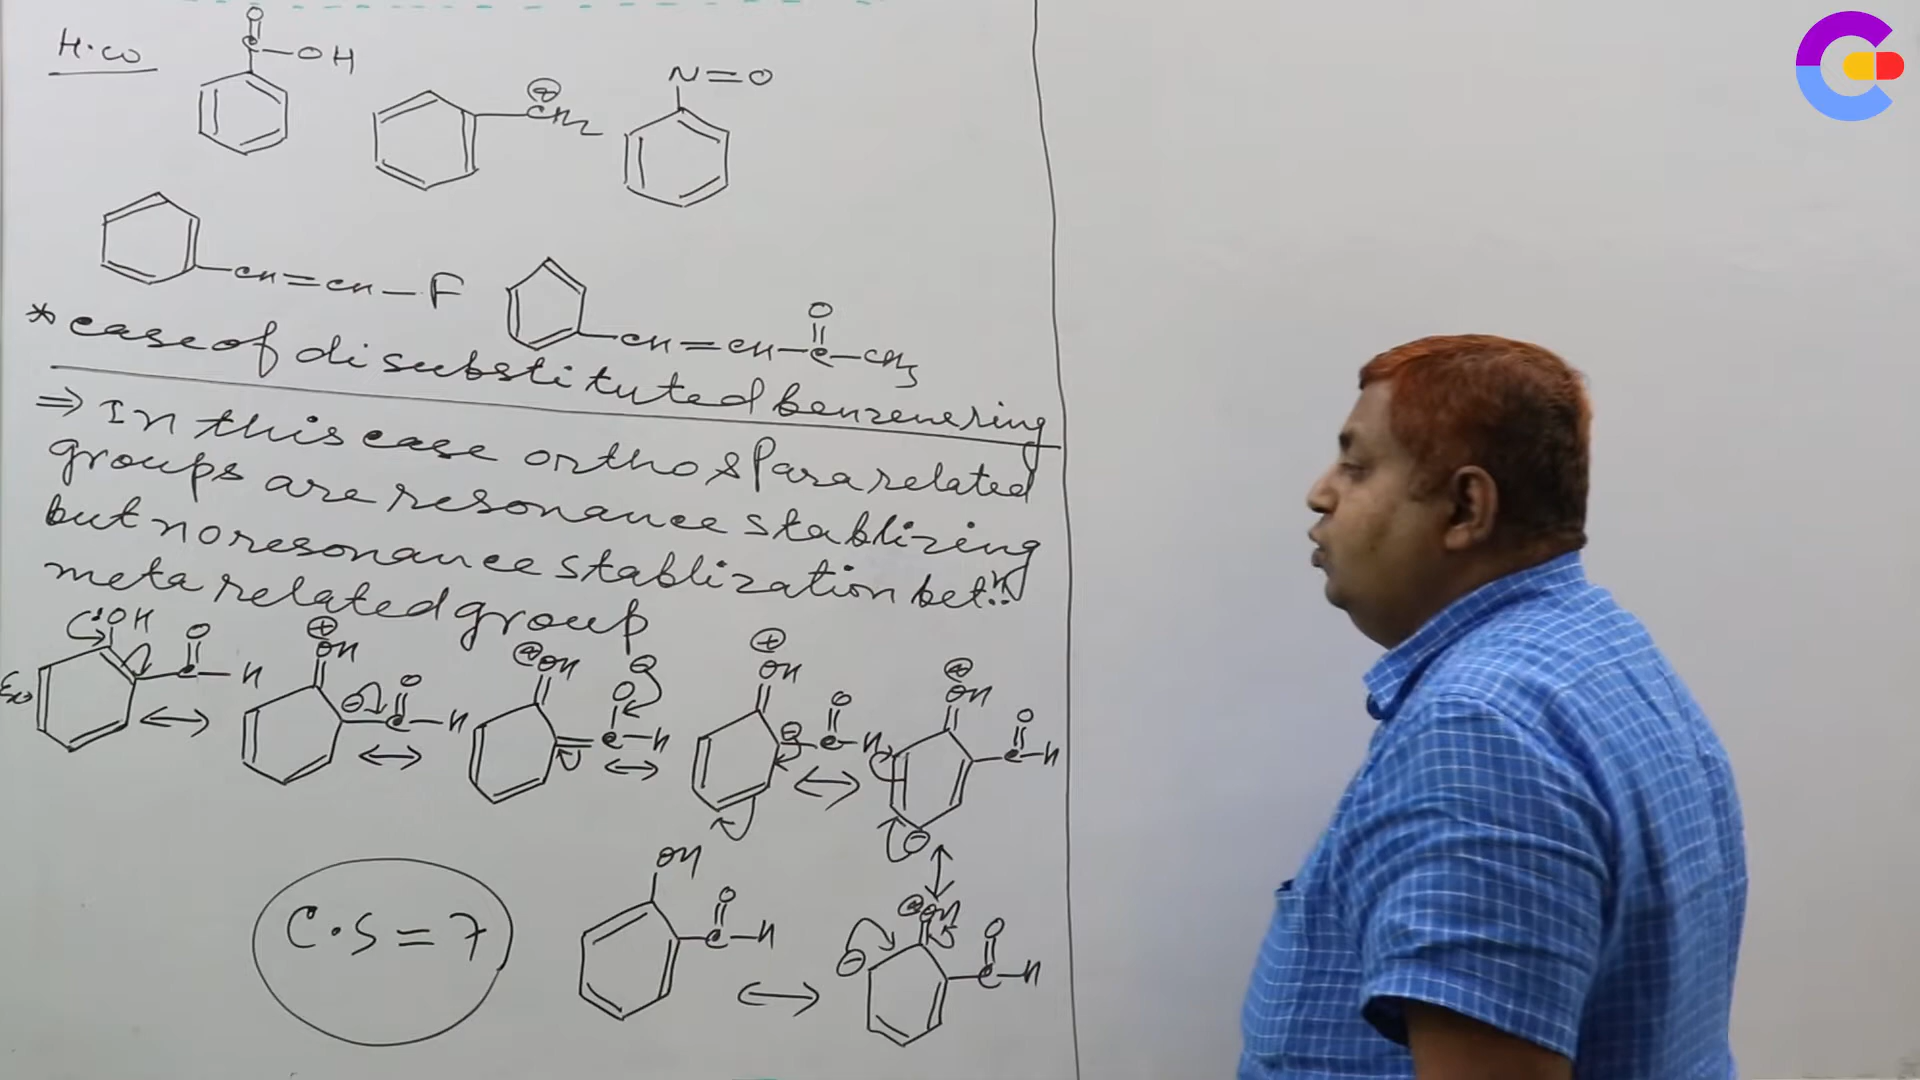 H.co
O
C—OH
⊕
CH2
N=O
CH=CH—F
O
CH=CH—C—CH3
* case of disubstituted benzene ring
⇒ In this case ortho & para related
groups are resonance stablizing
but no resonance stablization betn
meta related group
:OH O C—H ↔ ⊕OH ⊖ O C—H ↔ ⊕OH ⊖ O C—H ↔ ⊕OH ⊖ O C—H ↔ ⊕OH O C—H
Ex
⊖
OH O C—H ↔ ⊖ ⊕OH O C—H
C.S = 7